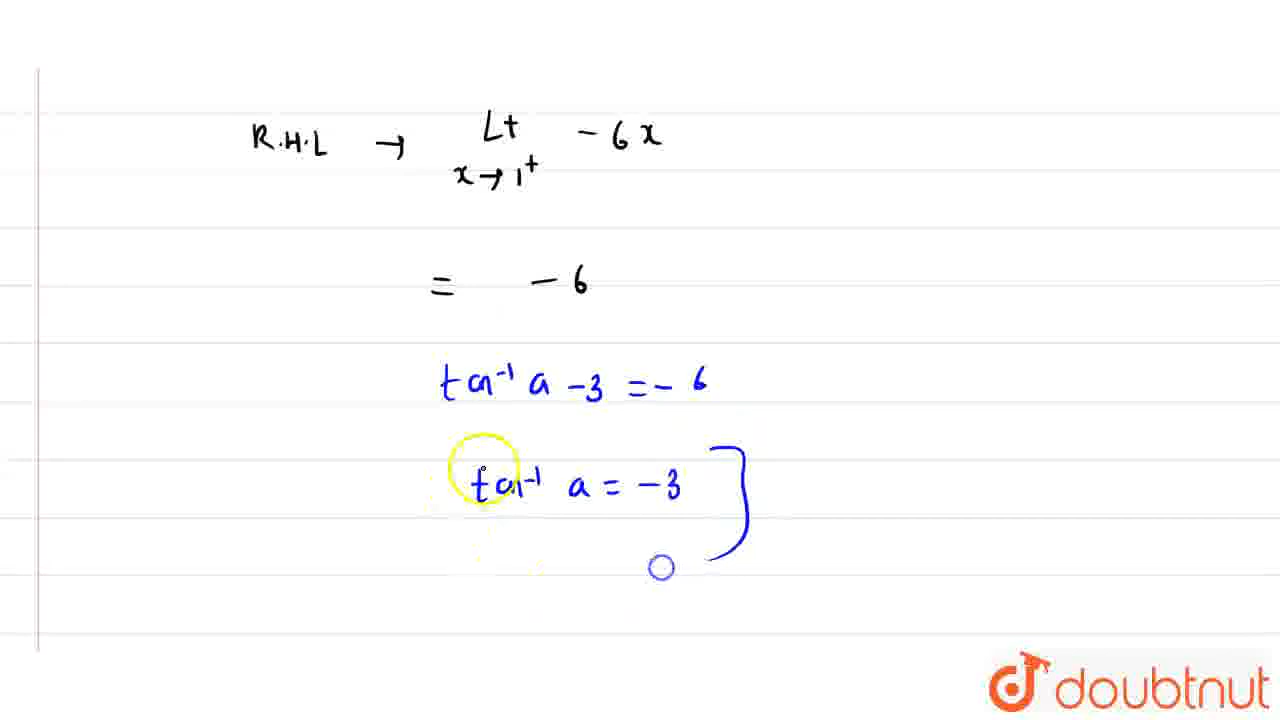 R.H.L → Lt - 6x
x → 1⁺
= - 6
tan⁻¹ a - 3 = - 6
tan⁻¹ a = - 3
doubtnut